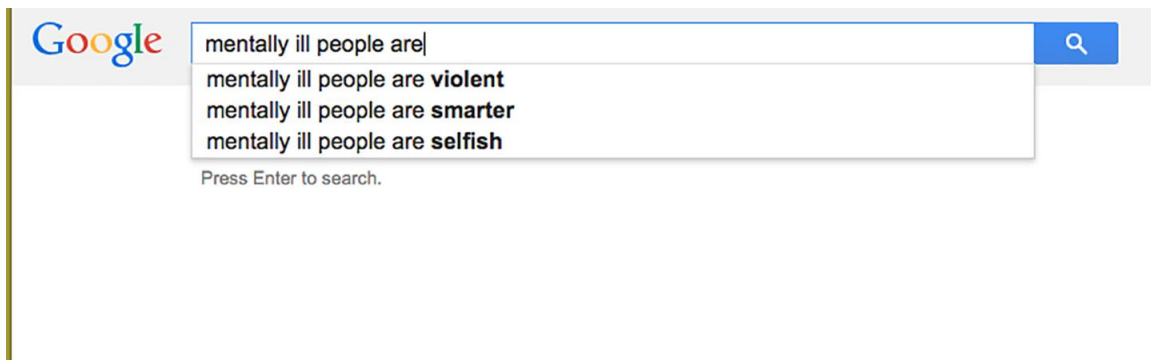 Google
mentally ill people are
mentally ill people are violent
mentally ill people are smarter
mentally ill people are selfish
Press Enter to search.